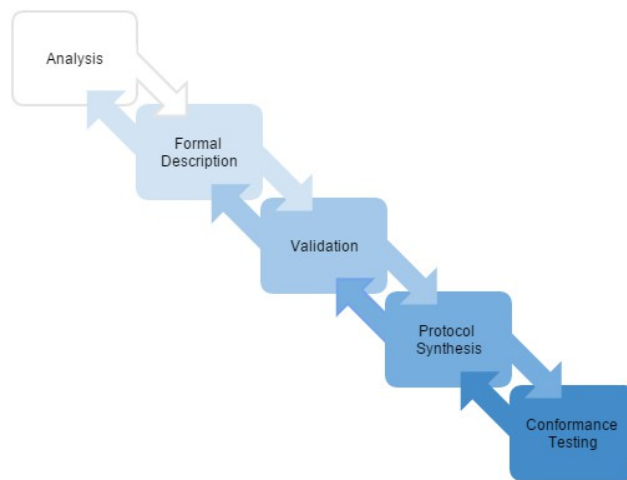 Analysis
Formal
Description
Validation
Protocol
Synthesis
Conformance
Testing